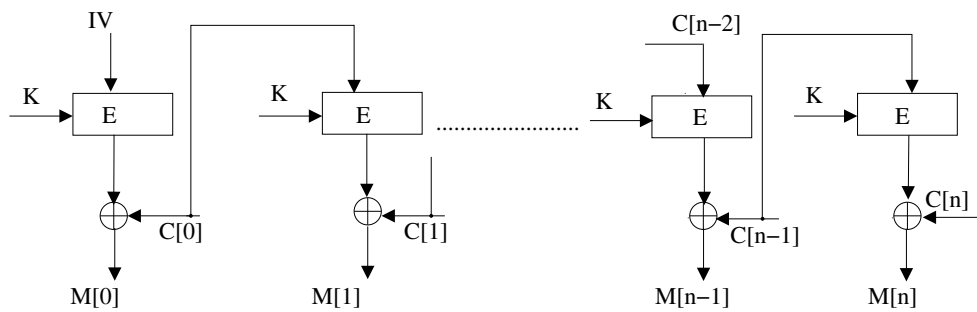 IV
C[n−2]
K
E
K
E
K
E
K
E
C[0]
C[1]
C[n−1]
C[n]
M[0]
M[1]
M[n−1]
M[n]